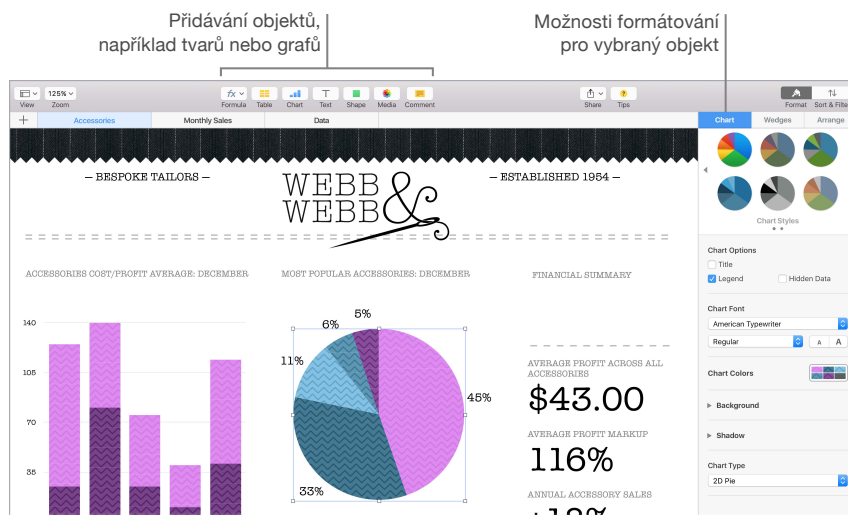 Přidávání objektů,
například tvarů nebo grafů
Možnosti formátování
pro vybraný objekt
125%
View Zoom
fx
T
?
Formula Table Chart Text Shape Media Comment
Share Tips
Format Sort & Filte
+ Accessories Monthly Sales Data
Chart Wedges Arrange
– BESPOKE TAILORS –
WEBB &
WEBB
– ESTABLISHED 1954 –
Chart Styles
ACCESSORIES COST/PROFIT AVERAGE: DECEMBER
140
105
70
35
MOST POPULAR ACCESSORIES: DECEMBER
5%
6%
11%
45%
33%
FINANCIAL SUMMARY
AVERAGE PROFIT ACROSS ALL
ACCESSORIES
$43.00
AVERAGE PROFIT MARKUP
116%
ANNUAL ACCESSORY SALES
Chart Options
Title
Legend Hidden Data
Chart Font
American Typewriter
Regular A A
Chart Colors
Background
Shadow
Chart Type
2D Pie